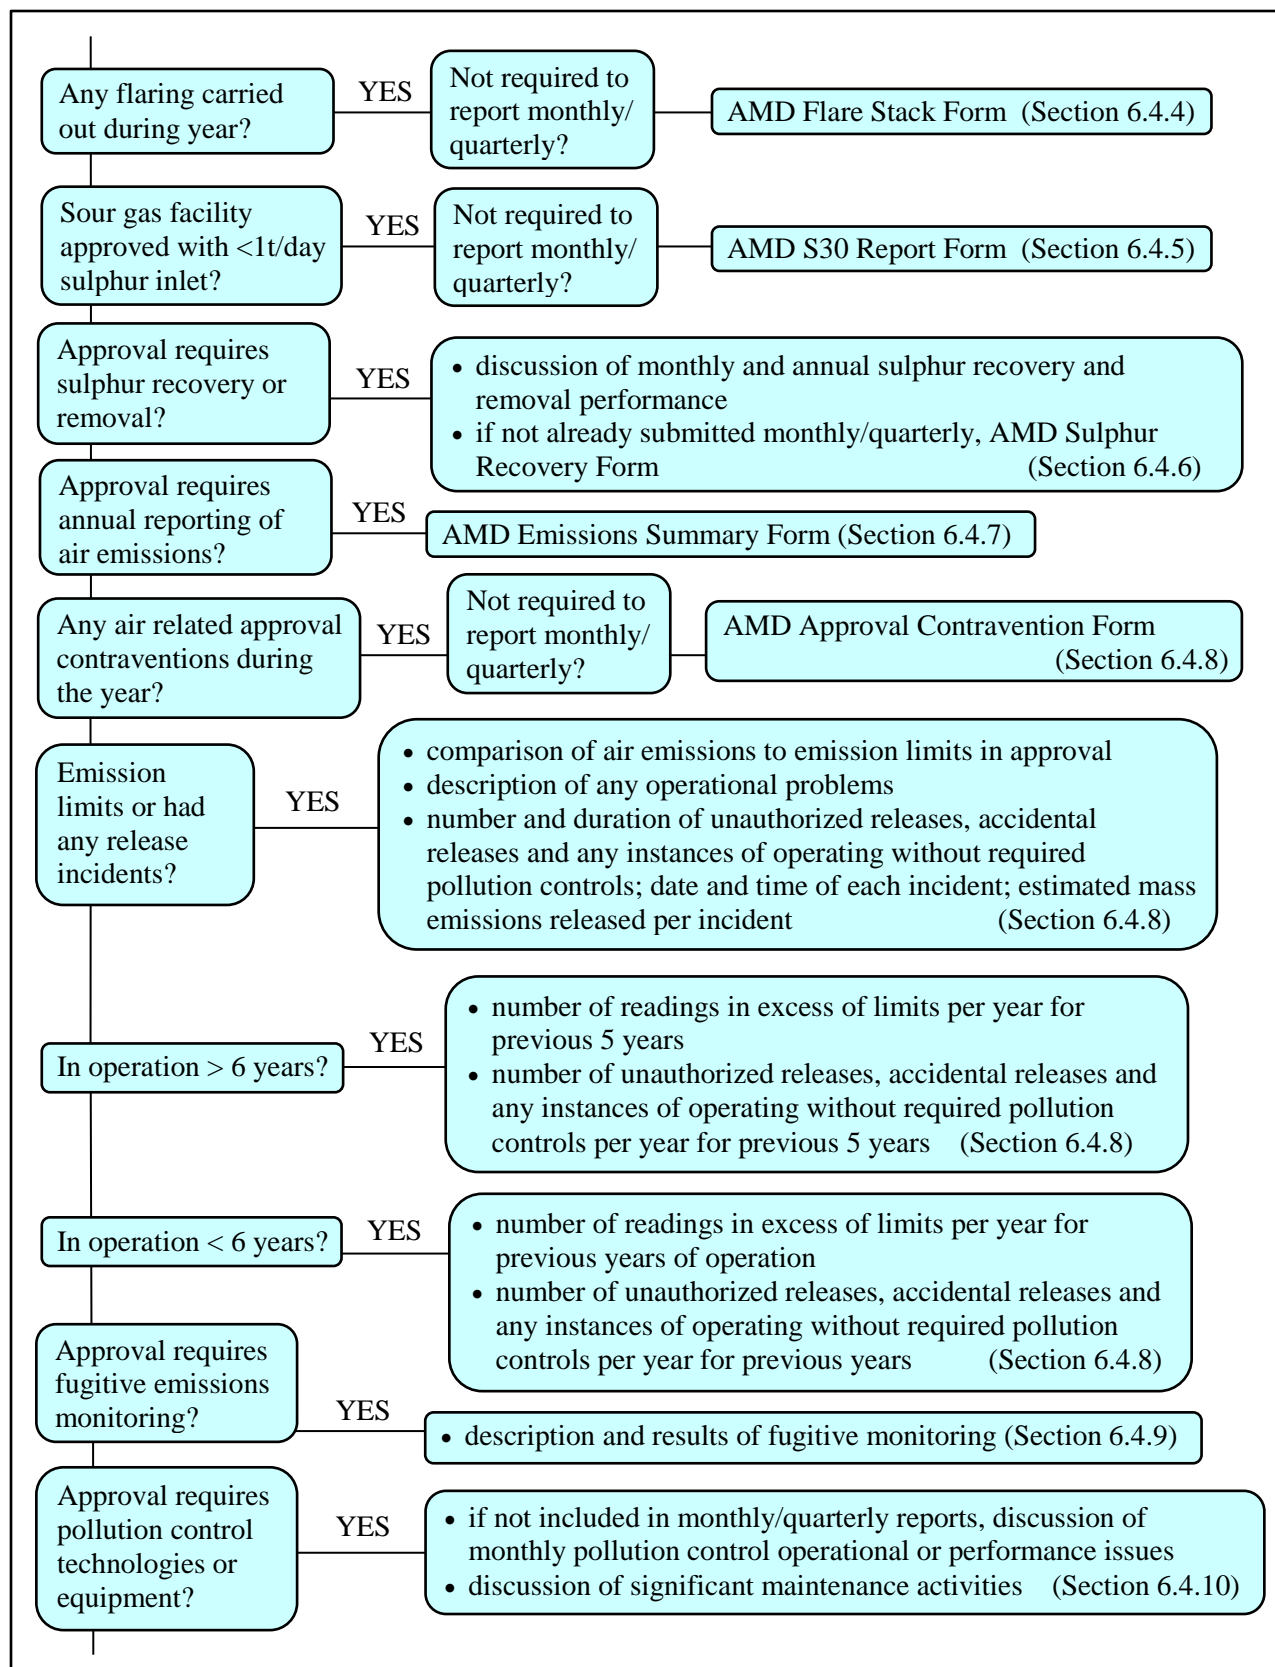 Any flaring carried
out during year?
YES
Not required to
report monthly/
quarterly?
AMD Flare Stack Form (Section 6.4.4)
Sour gas facility
approved with <1t/day
sulphur inlet?
YES
Not required to
report monthly/
quarterly?
AMD S30 Report Form (Section 6.4.5)
Approval requires
sulphur recovery or
removal?
YES
• discussion of monthly and annual sulphur recovery and
removal performance
• if not already submitted monthly/quarterly, AMD Sulphur
Recovery Form (Section 6.4.6)
Approval requires
annual reporting of
air emissions?
YES
AMD Emissions Summary Form (Section 6.4.7)
Any air related approval
contraventions during
the year?
YES
Not required to
report monthly/
quarterly?
AMD Approval Contravention Form
(Section 6.4.8)
Emission
limits or had
any release
incidents?
YES
• comparison of air emissions to emission limits in approval
• description of any operational problems
• number and duration of unauthorized releases, accidental
releases and any instances of operating without required
pollution controls; date and time of each incident; estimated mass
emissions released per incident (Section 6.4.8)
In operation > 6 years?
YES
• number of readings in excess of limits per year for
previous 5 years
• number of unauthorized releases, accidental releases and
any instances of operating without required pollution
controls per year for previous 5 years (Section 6.4.8)
In operation < 6 years?
YES
• number of readings in excess of limits per year for
previous years of operation
• number of unauthorized releases, accidental releases and
any instances of operating without required pollution
controls per year for previous years (Section 6.4.8)
Approval requires
fugitive emissions
monitoring?
YES
• description and results of fugitive monitoring (Section 6.4.9)
Approval requires
pollution control
technologies or
equipment?
YES
• if not included in monthly/quarterly reports, discussion of
monthly pollution control operational or performance issues
• discussion of significant maintenance activities (Section 6.4.10)